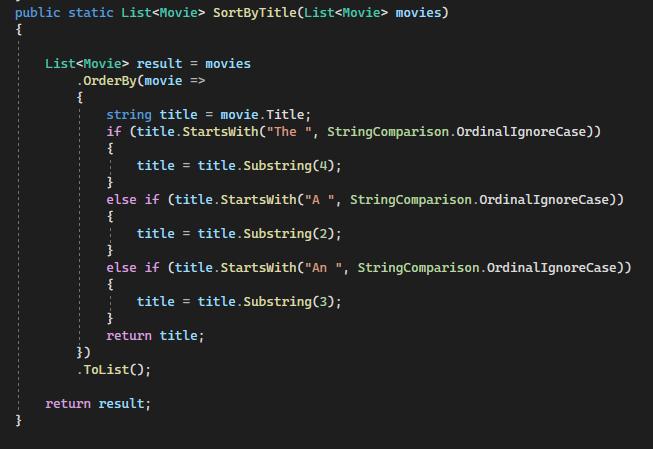 public static List<Movie> SortByTitle(List<Movie> movies)
{
List<Movie> result = movies
.OrderBy(movie =>
{
string title = movie.Title;
if (title.StartsWith("The ", StringComparison.OrdinalIgnoreCase))
{
title = title.Substring(4);
}
else if (title.StartsWith("A ", StringComparison.OrdinalIgnoreCase))
{
title = title.Substring(2);
}
else if (title.StartsWith("An ", StringComparison.OrdinalIgnoreCase))
{
title = title.Substring(3);
}
return title;
})
.ToList();
return result;
}